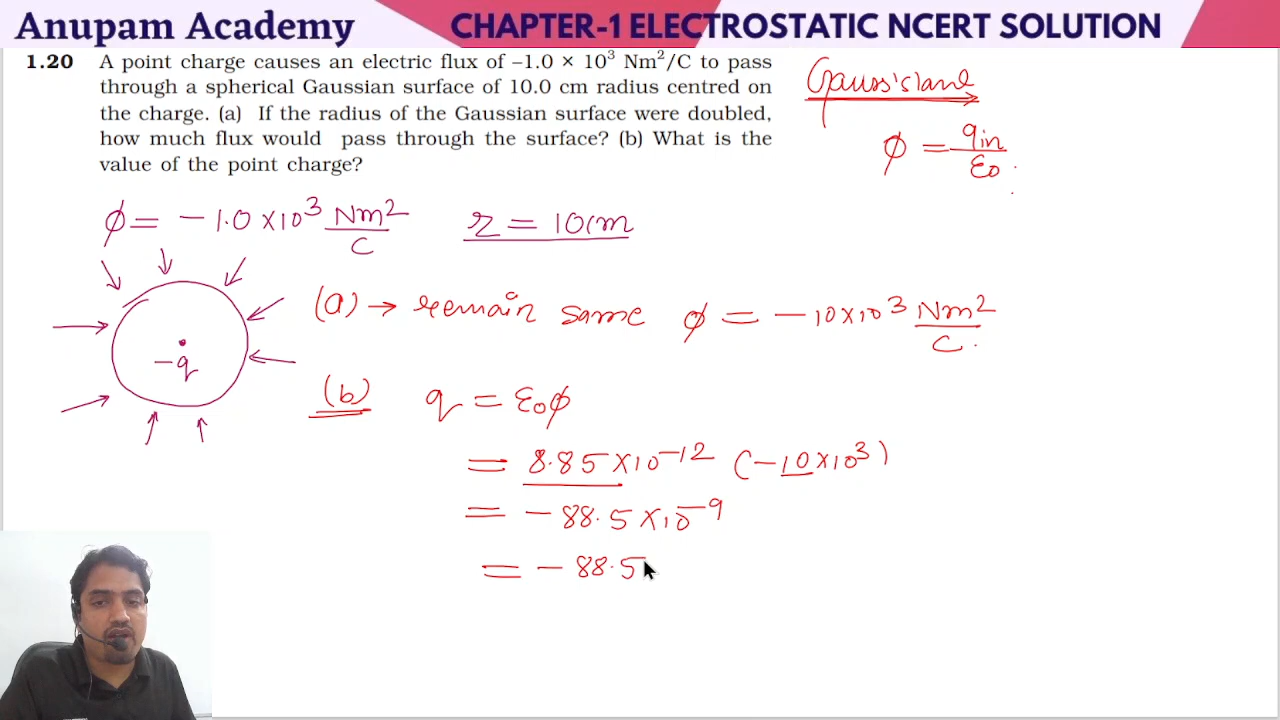 Anupam Academy
CHAPTER-1 ELECTROSTATIC NCERT SOLUTION
1.20 A point charge causes an electric flux of –1.0 × 10³ Nm²/C to pass
through a spherical Gaussian surface of 10.0 cm radius centred on
the charge. (a) If the radius of the Gaussian surface were doubled,
how much flux would pass through the surface? (b) What is the
value of the point charge?
Gauss's
ϕ = qin/ε0
ϕ = -1.0×10³ Nm²/C r = 10cm
(a) → remain same ϕ = -10×10³ Nm²/C
-q
(b) q = ε0ϕ
= 8.85×10⁻¹² (-10×10³)
= -88.5×10⁻⁹
= -88.5